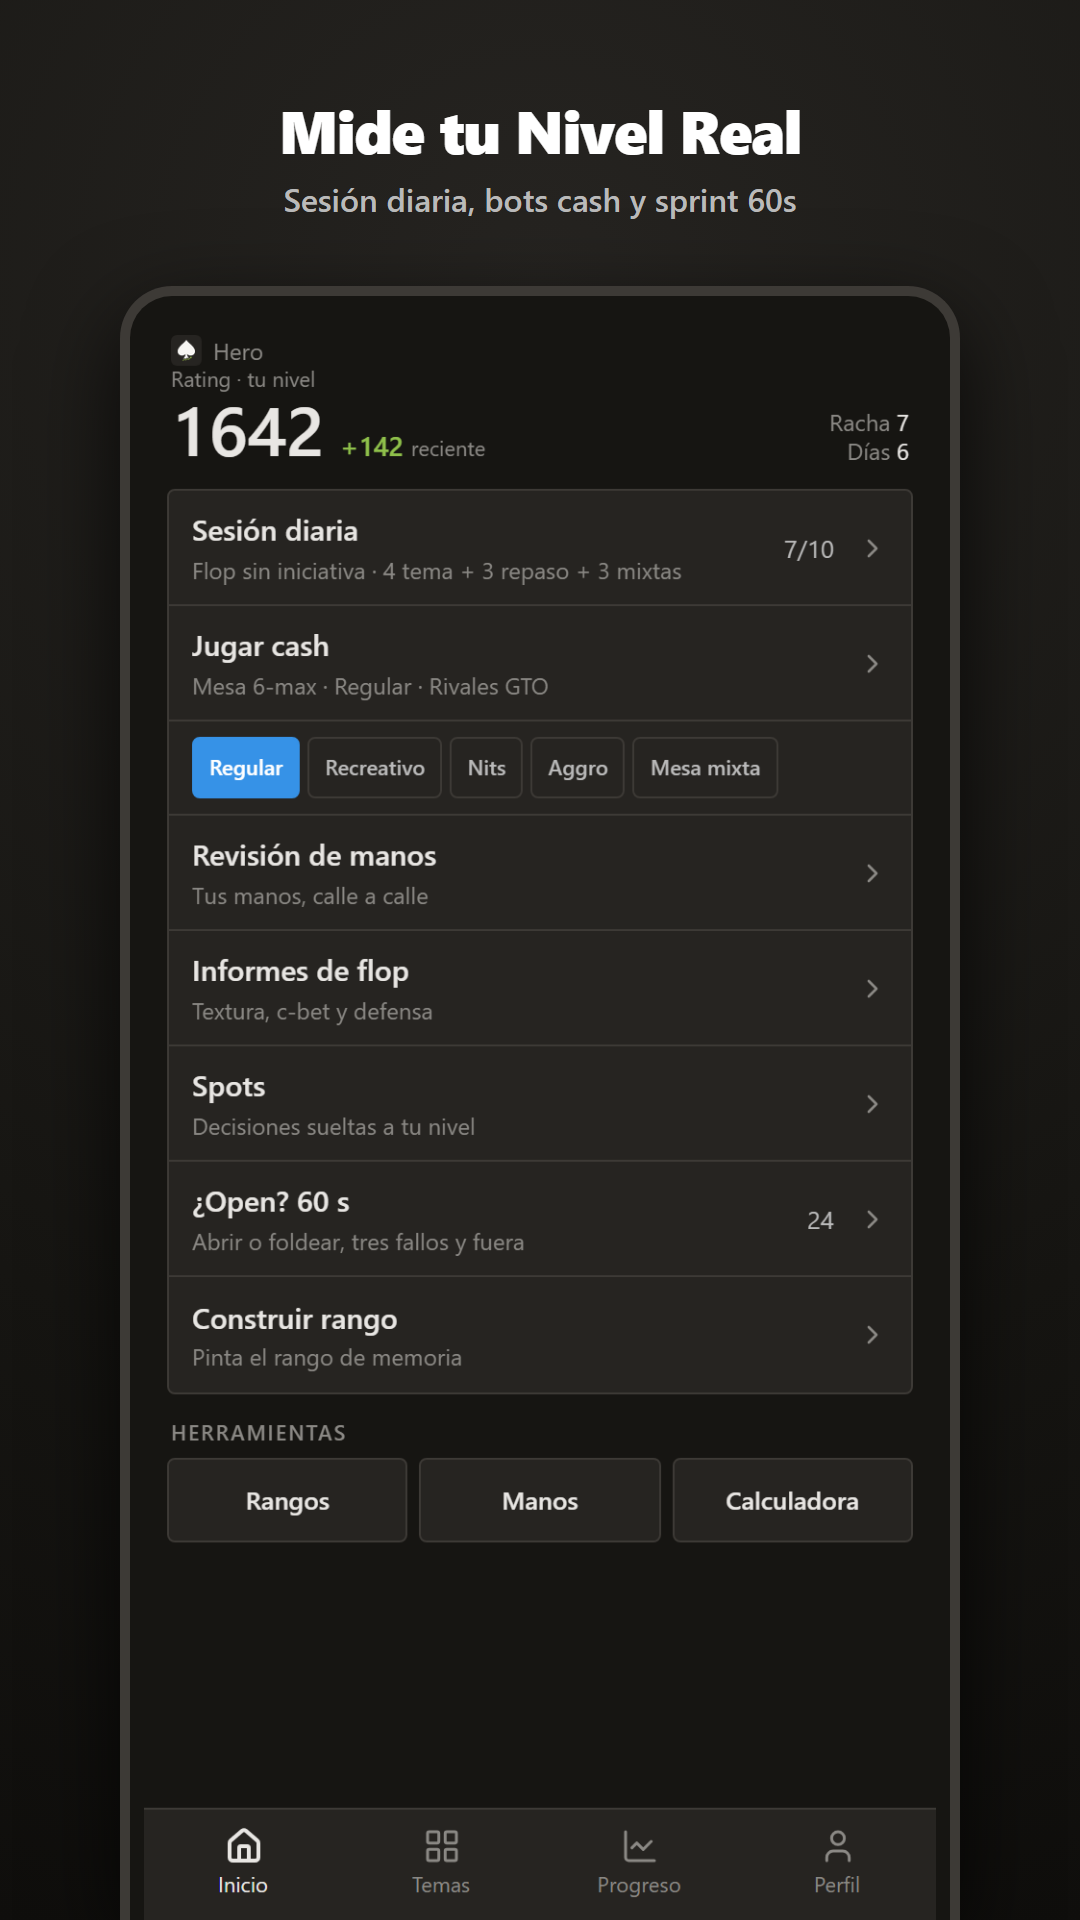 Mide tu Nivel Real
Sesión diaria, bots cash y sprint 60s
Hero
Rating · tu nivel
1642 +142 reciente
Racha 7
Días 6
Sesión diaria
Flop sin iniciativa · 4 tema + 3 repaso + 3 mixtas
7/10
Jugar cash
Mesa 6-max · Regular · Rivales GTO
Regular Recreativo Nits Aggro Mesa mixta
Revisión de manos
Tus manos, calle a calle
Informes de flop
Textura, c-bet y defensa
Spots
Decisiones sueltas a tu nivel
¿Open? 60 s
Abrir o foldear, tres fallos y fuera
24
Construir rango
Pinta el rango de memoria
HERRAMIENTAS
Rangos Manos Calculadora
Inicio Temas Progreso Perfil